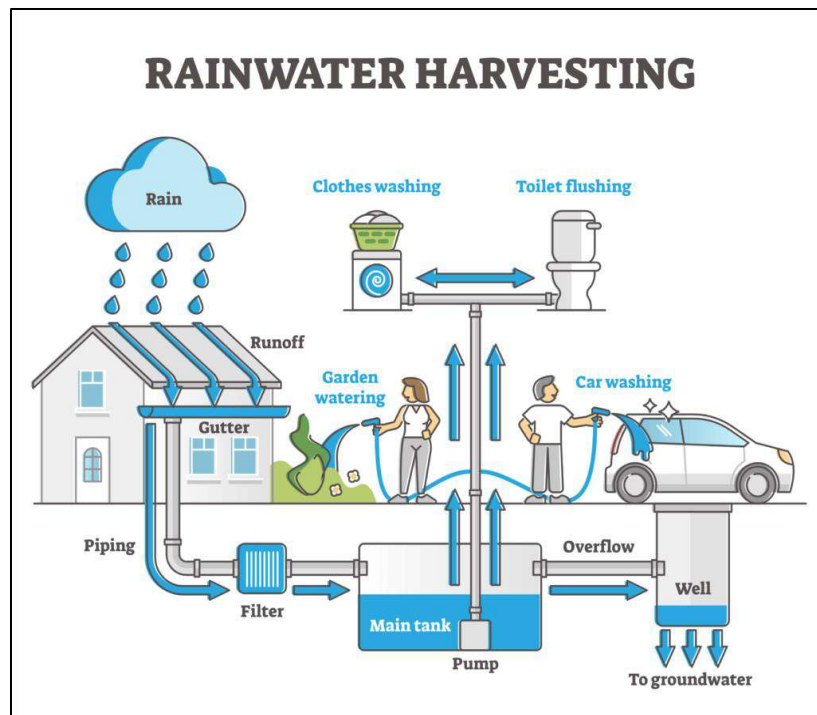 RAINWATER HARVESTING
Rain
Clothes washing
Toilet flushing
Runoff
Garden
watering
Car washing
Gutter
Piping
Filter
Main tank
Pump
Overflow
Well
To groundwater